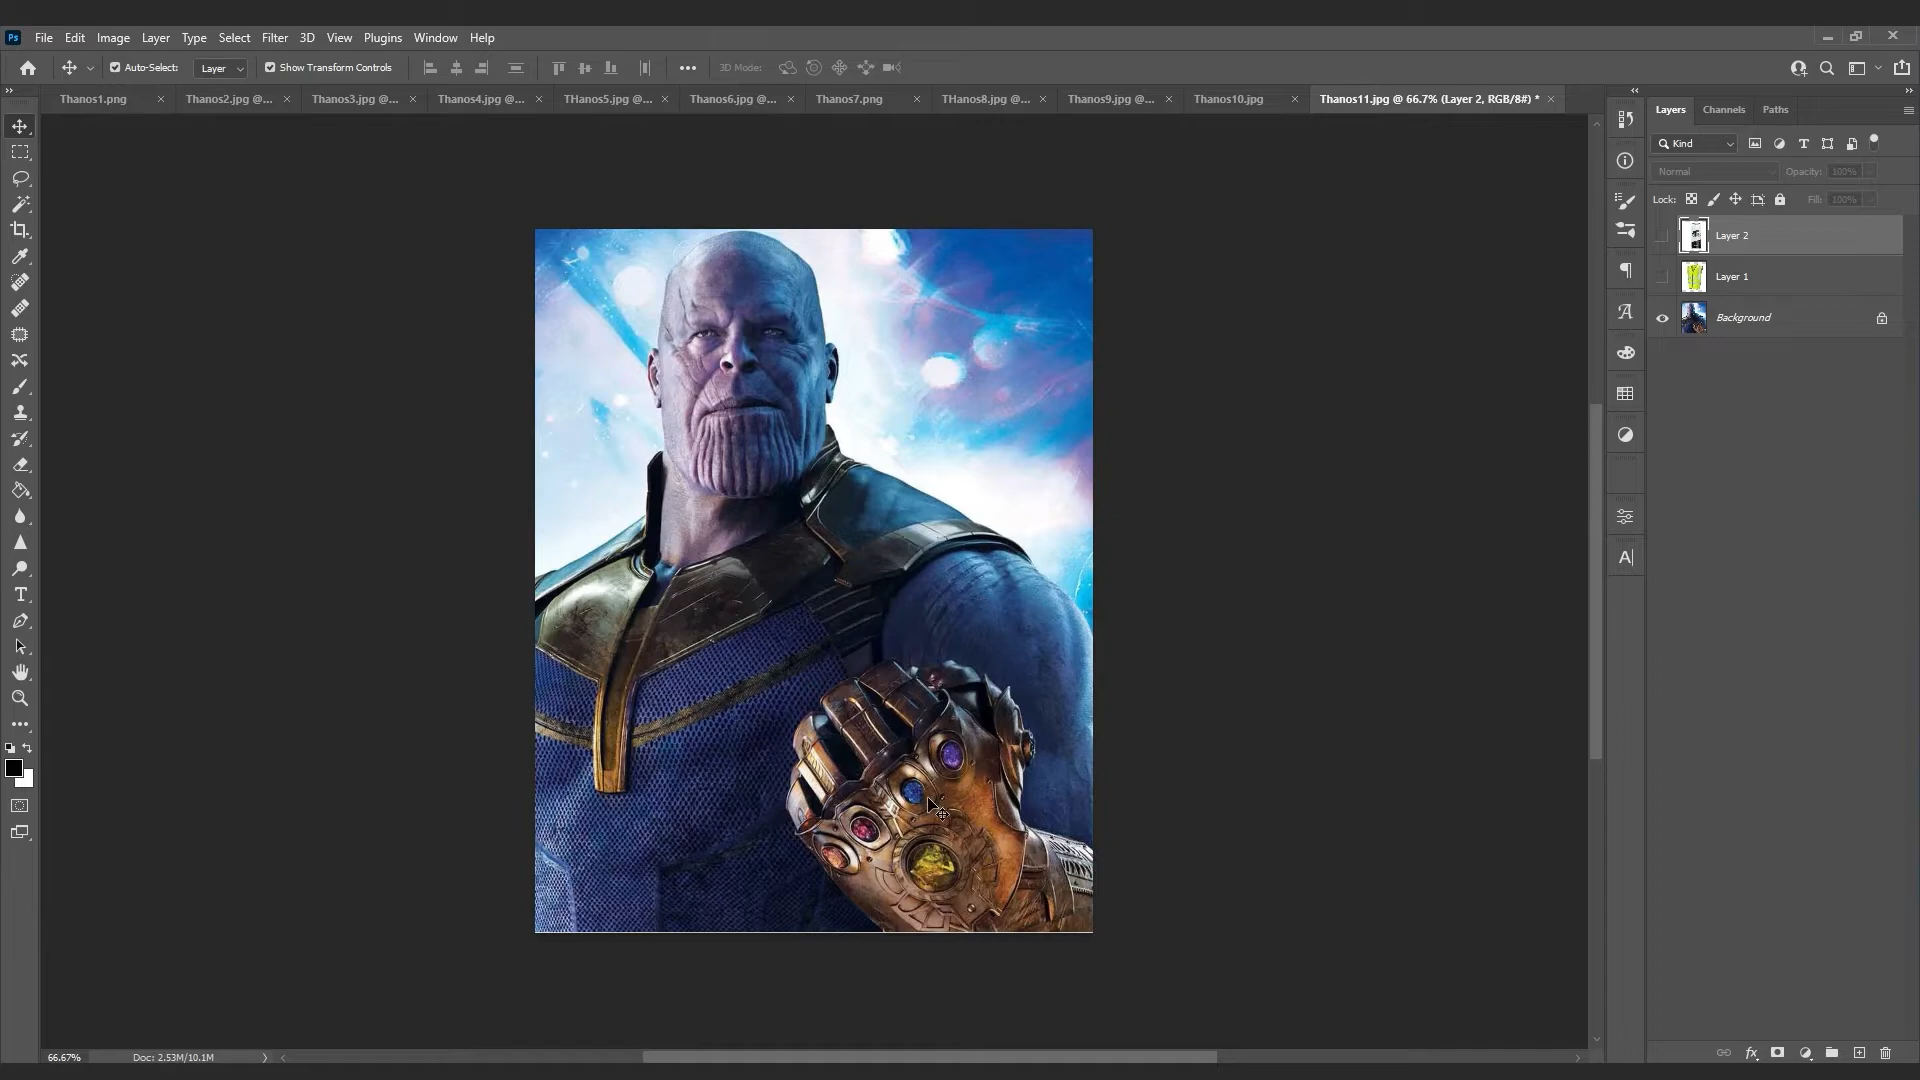 Ps File Edit Image Layer Type Select Filter 3D View Plugins Window Help
Auto-Select: Layer Show Transform Controls 3D Mode:
Thanos1.png Thanos2.jpg @... Thanos3.jpg @... Thanos4.jpg @... THanos5.jpg @... Thanos6.jpg @... Thanos7.png THanos8.jpg @... Thanos9.jpg @... Thanos10.jpg Thanos11.jpg @ 66.7% (Layer 2, RGB/8#) *
Layers Channels Paths
Kind
Normal Opacity: 100%
Lock: Fill: 100%
Layer 2
Layer 1
Background
66.67% Doc: 2.53M/10.1M